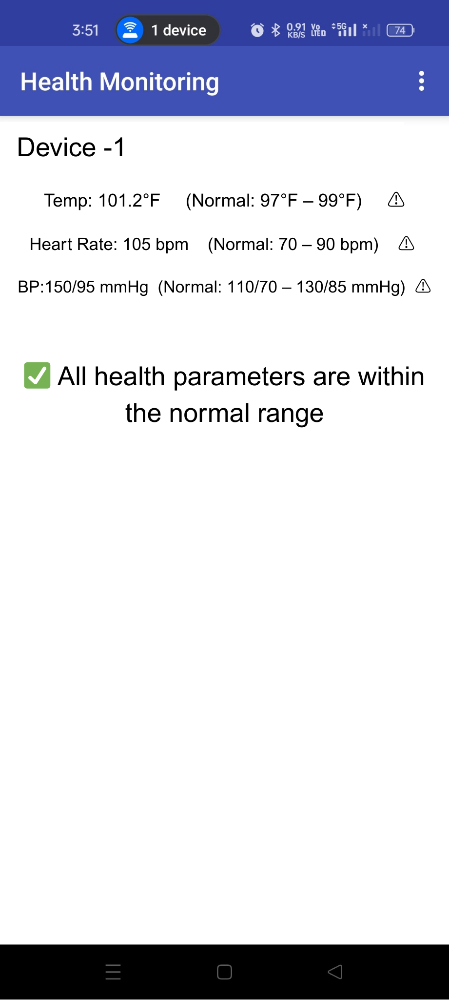 3:51 1 device 0.91 KB/S Vo LTE D 5G 74
Health Monitoring
Device -1
Temp: 101.2°F (Normal: 97°F – 99°F) ⚠
Heart Rate: 105 bpm (Normal: 70 – 90 bpm) ⚠
BP:150/95 mmHg (Normal: 110/70 – 130/85 mmHg) ⚠
✅ All health parameters are within
the normal range